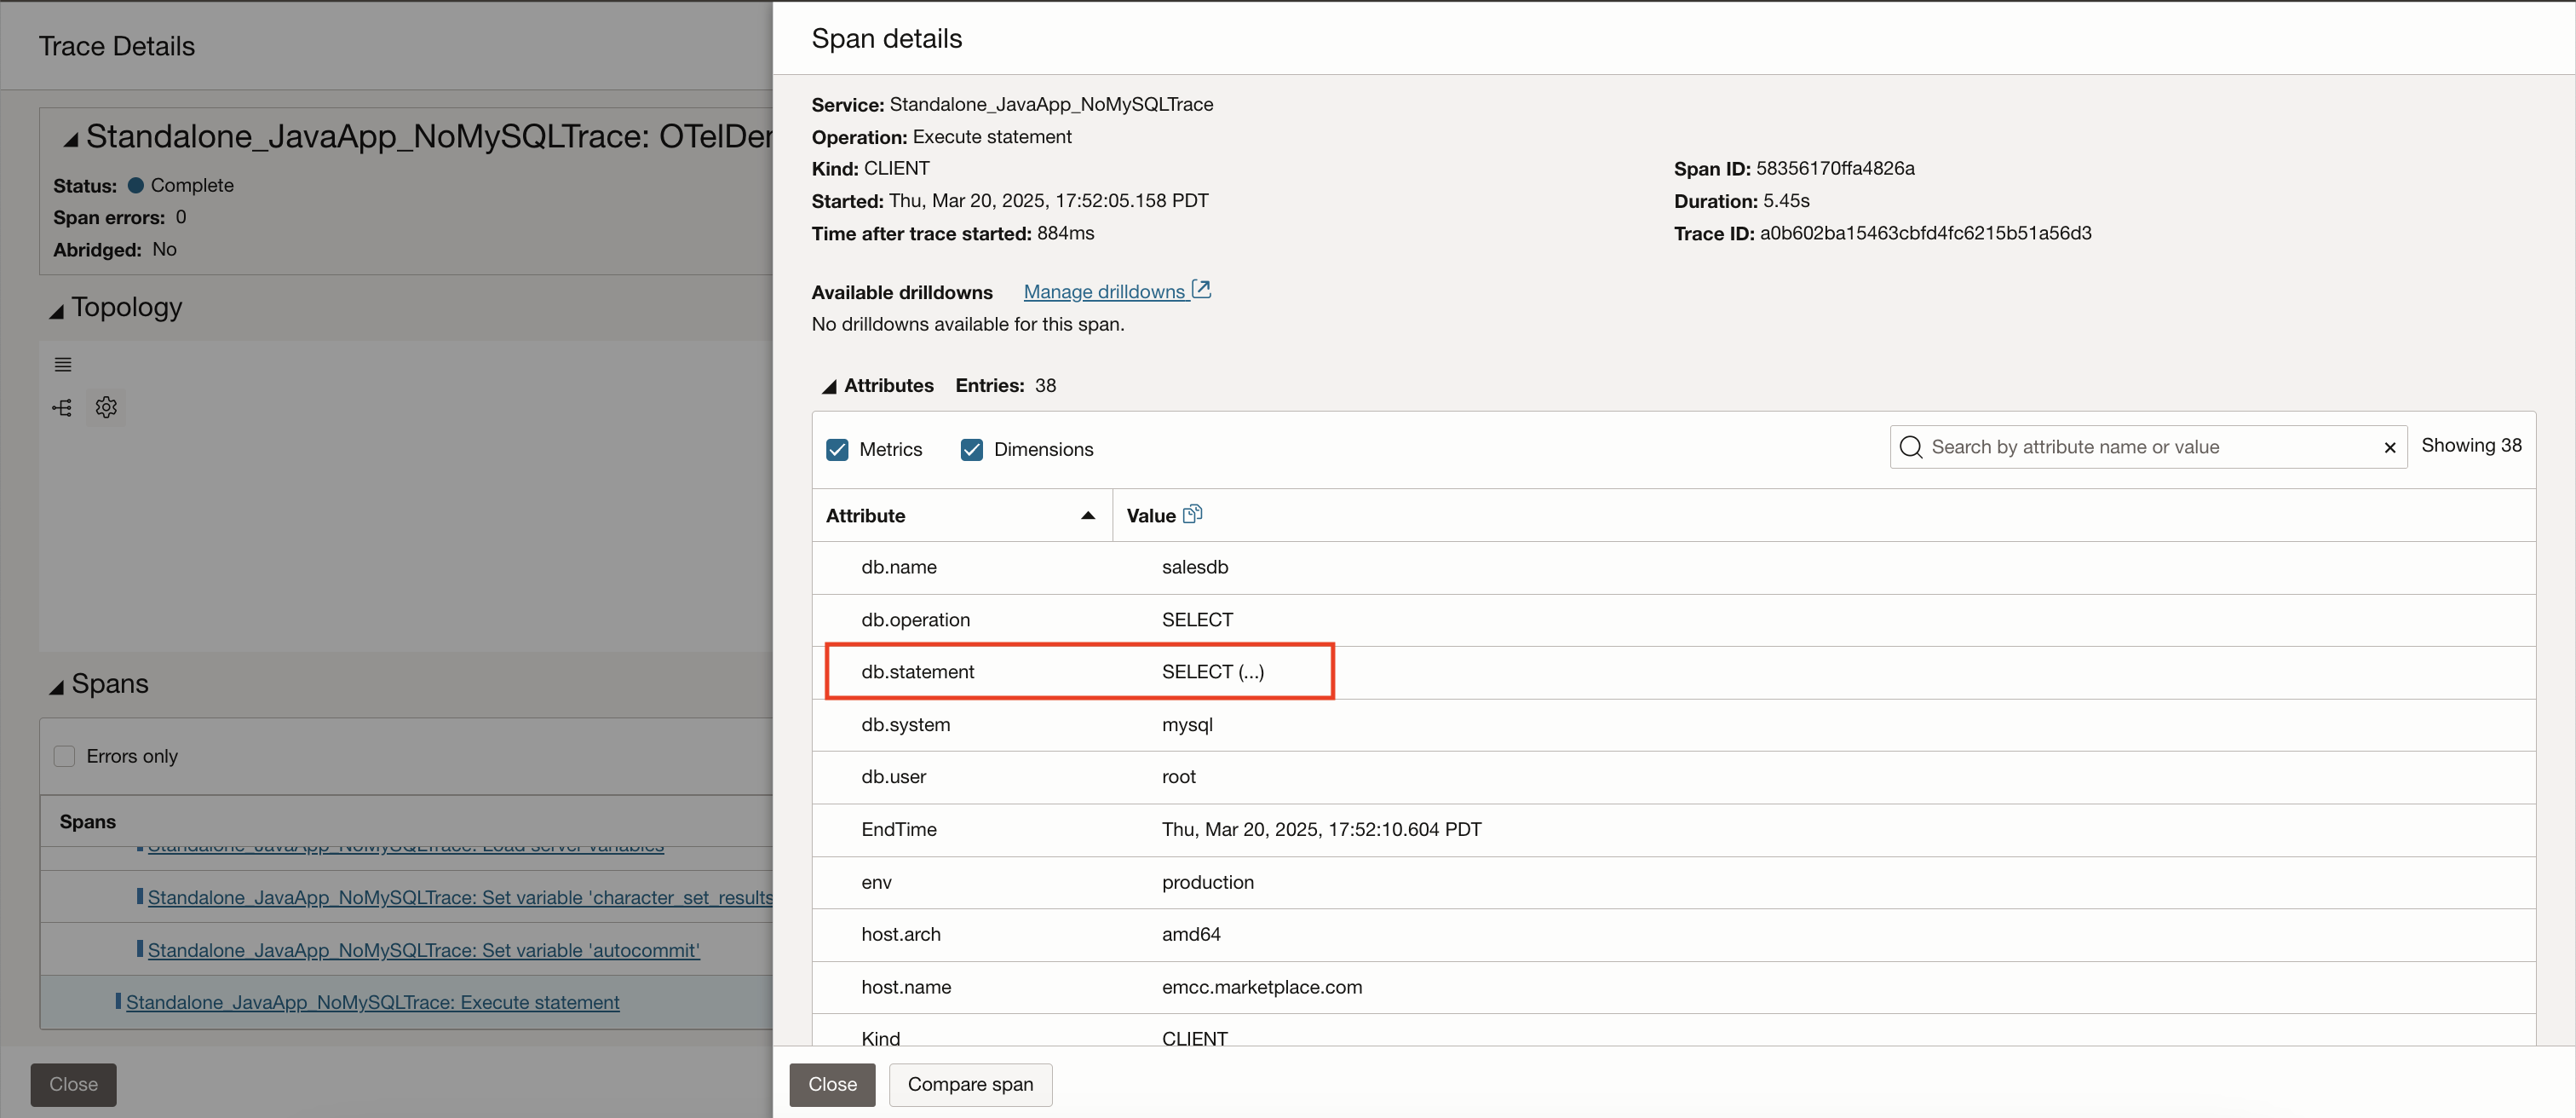 Trace Details
Standalone_JavaApp_NoMySQLTrace: OTelDer
Status: Complete
Span errors: 0
Abridged: No
Topology
Spans
Errors only
Spans
Standalone_JavaApp_NoMySQLTrace: Load server variables
Standalone_JavaApp_NoMySQLTrace: Set variable 'character_set_results
Standalone_JavaApp_NoMySQLTrace: Set variable 'autocommit'
Standalone_JavaApp_NoMySQLTrace: Execute statement
Close
Span details
Service: Standalone_JavaApp_NoMySQLTrace
Operation: Execute statement
Kind: CLIENT
Span ID: 58356170ffa4826a
Started: Thu, Mar 20, 2025, 17:52:05.158 PDT
Duration: 5.45s
Time after trace started: 884ms
Trace ID: a0b602ba15463cbfd4fc6215b51a56d3
Available drilldowns Manage drilldowns
No drilldowns available for this span.
Attributes Entries: 38
Metrics Dimensions
Search by attribute name or value
Showing 38
Attribute Value
db.name salesdb
db.operation SELECT
db.statement SELECT (...)
db.system mysql
db.user root
EndTime Thu, Mar 20, 2025, 17:52:10.604 PDT
env production
host.arch amd64
host.name emcc.marketplace.com
Kind CLIENT
Close Compare span